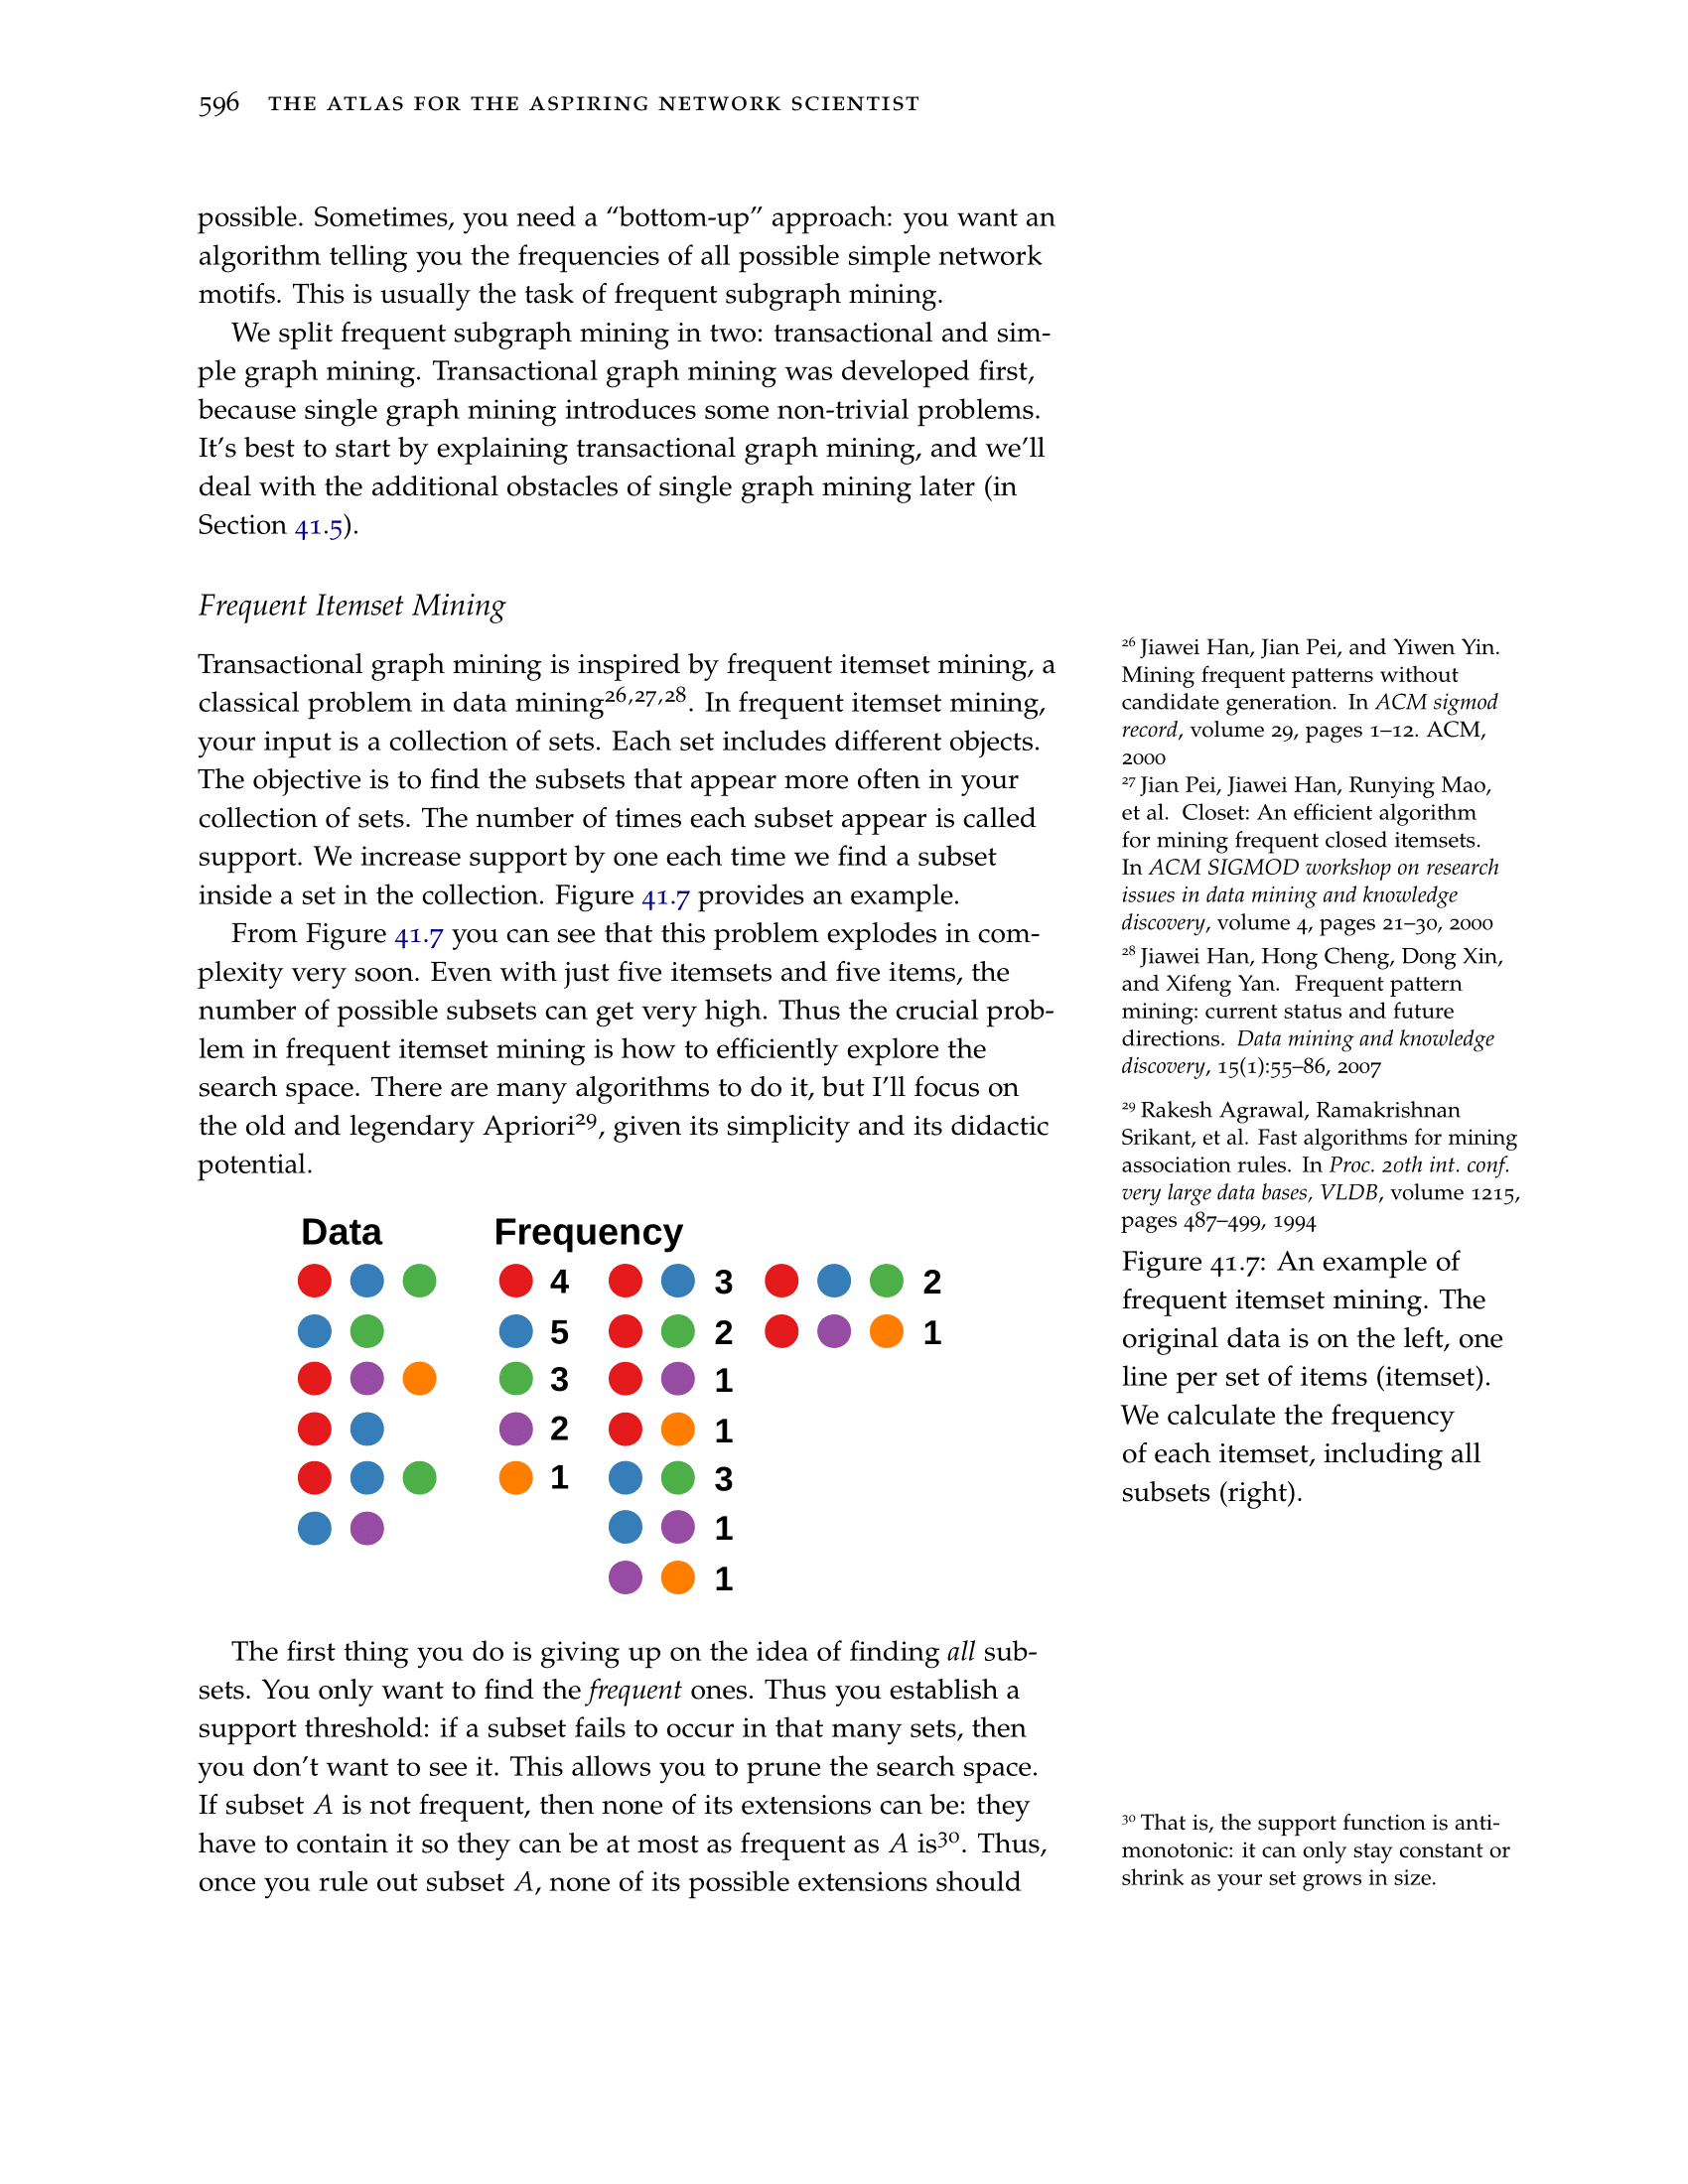 596 THE ATLAS FOR THE ASPIRING NETWORK SCIENTIST
possible. Sometimes, you need a “bottom-up” approach: you want an
algorithm telling you the frequencies of all possible simple network
motifs. This is usually the task of frequent subgraph mining.
We split frequent subgraph mining in two: transactional and sim-
ple graph mining. Transactional graph mining was developed first,
because single graph mining introduces some non-trivial problems.
It’s best to start by explaining transactional graph mining, and we’ll
deal with the additional obstacles of single graph mining later (in
Section 41.5).
Frequent Itemset Mining
Transactional graph mining is inspired by frequent itemset mining, a
classical problem in data mining26,27,28. In frequent itemset mining,
your input is a collection of sets. Each set includes different objects.
The objective is to find the subsets that appear more often in your
collection of sets. The number of times each subset appear is called
support. We increase support by one each time we find a subset
inside a set in the collection. Figure 41.7 provides an example.
From Figure 41.7 you can see that this problem explodes in com-
plexity very soon. Even with just five itemsets and five items, the
number of possible subsets can get very high. Thus the crucial prob-
lem in frequent itemset mining is how to efficiently explore the
search space. There are many algorithms to do it, but I’ll focus on
the old and legendary Apriori29, given its simplicity and its didactic
potential.
26 Jiawei Han, Jian Pei, and Yiwen Yin.
Mining frequent patterns without
candidate generation. In ACM sigmod
record, volume 29, pages 1–12. ACM,
2000
27 Jian Pei, Jiawei Han, Runying Mao,
et al. Closet: An efficient algorithm
for mining frequent closed itemsets.
In ACM SIGMOD workshop on research
issues in data mining and knowledge
discovery, volume 4, pages 21–30, 2000
28 Jiawei Han, Hong Cheng, Dong Xin,
and Xifeng Yan. Frequent pattern
mining: current status and future
directions. Data mining and knowledge
discovery, 15(1):55–86, 2007
29 Rakesh Agrawal, Ramakrishnan
Srikant, et al. Fast algorithms for mining
association rules. In Proc. 20th int. conf.
very large data bases, VLDB, volume 1215,
pages 487–499, 1994
Data Frequency
4 3 2
5 2 1
3 1
2 1
1 3
1
1
Figure 41.7: An example of
frequent itemset mining. The
original data is on the left, one
line per set of items (itemset).
We calculate the frequency
of each itemset, including all
subsets (right).
The first thing you do is giving up on the idea of finding all sub-
sets. You only want to find the frequent ones. Thus you establish a
support threshold: if a subset fails to occur in that many sets, then
you don’t want to see it. This allows you to prune the search space.
If subset A is not frequent, then none of its extensions can be: they
have to contain it so they can be at most as frequent as A is30. Thus,
once you rule out subset A, none of its possible extensions should
30 That is, the support function is anti-
monotonic: it can only stay constant or
shrink as your set grows in size.